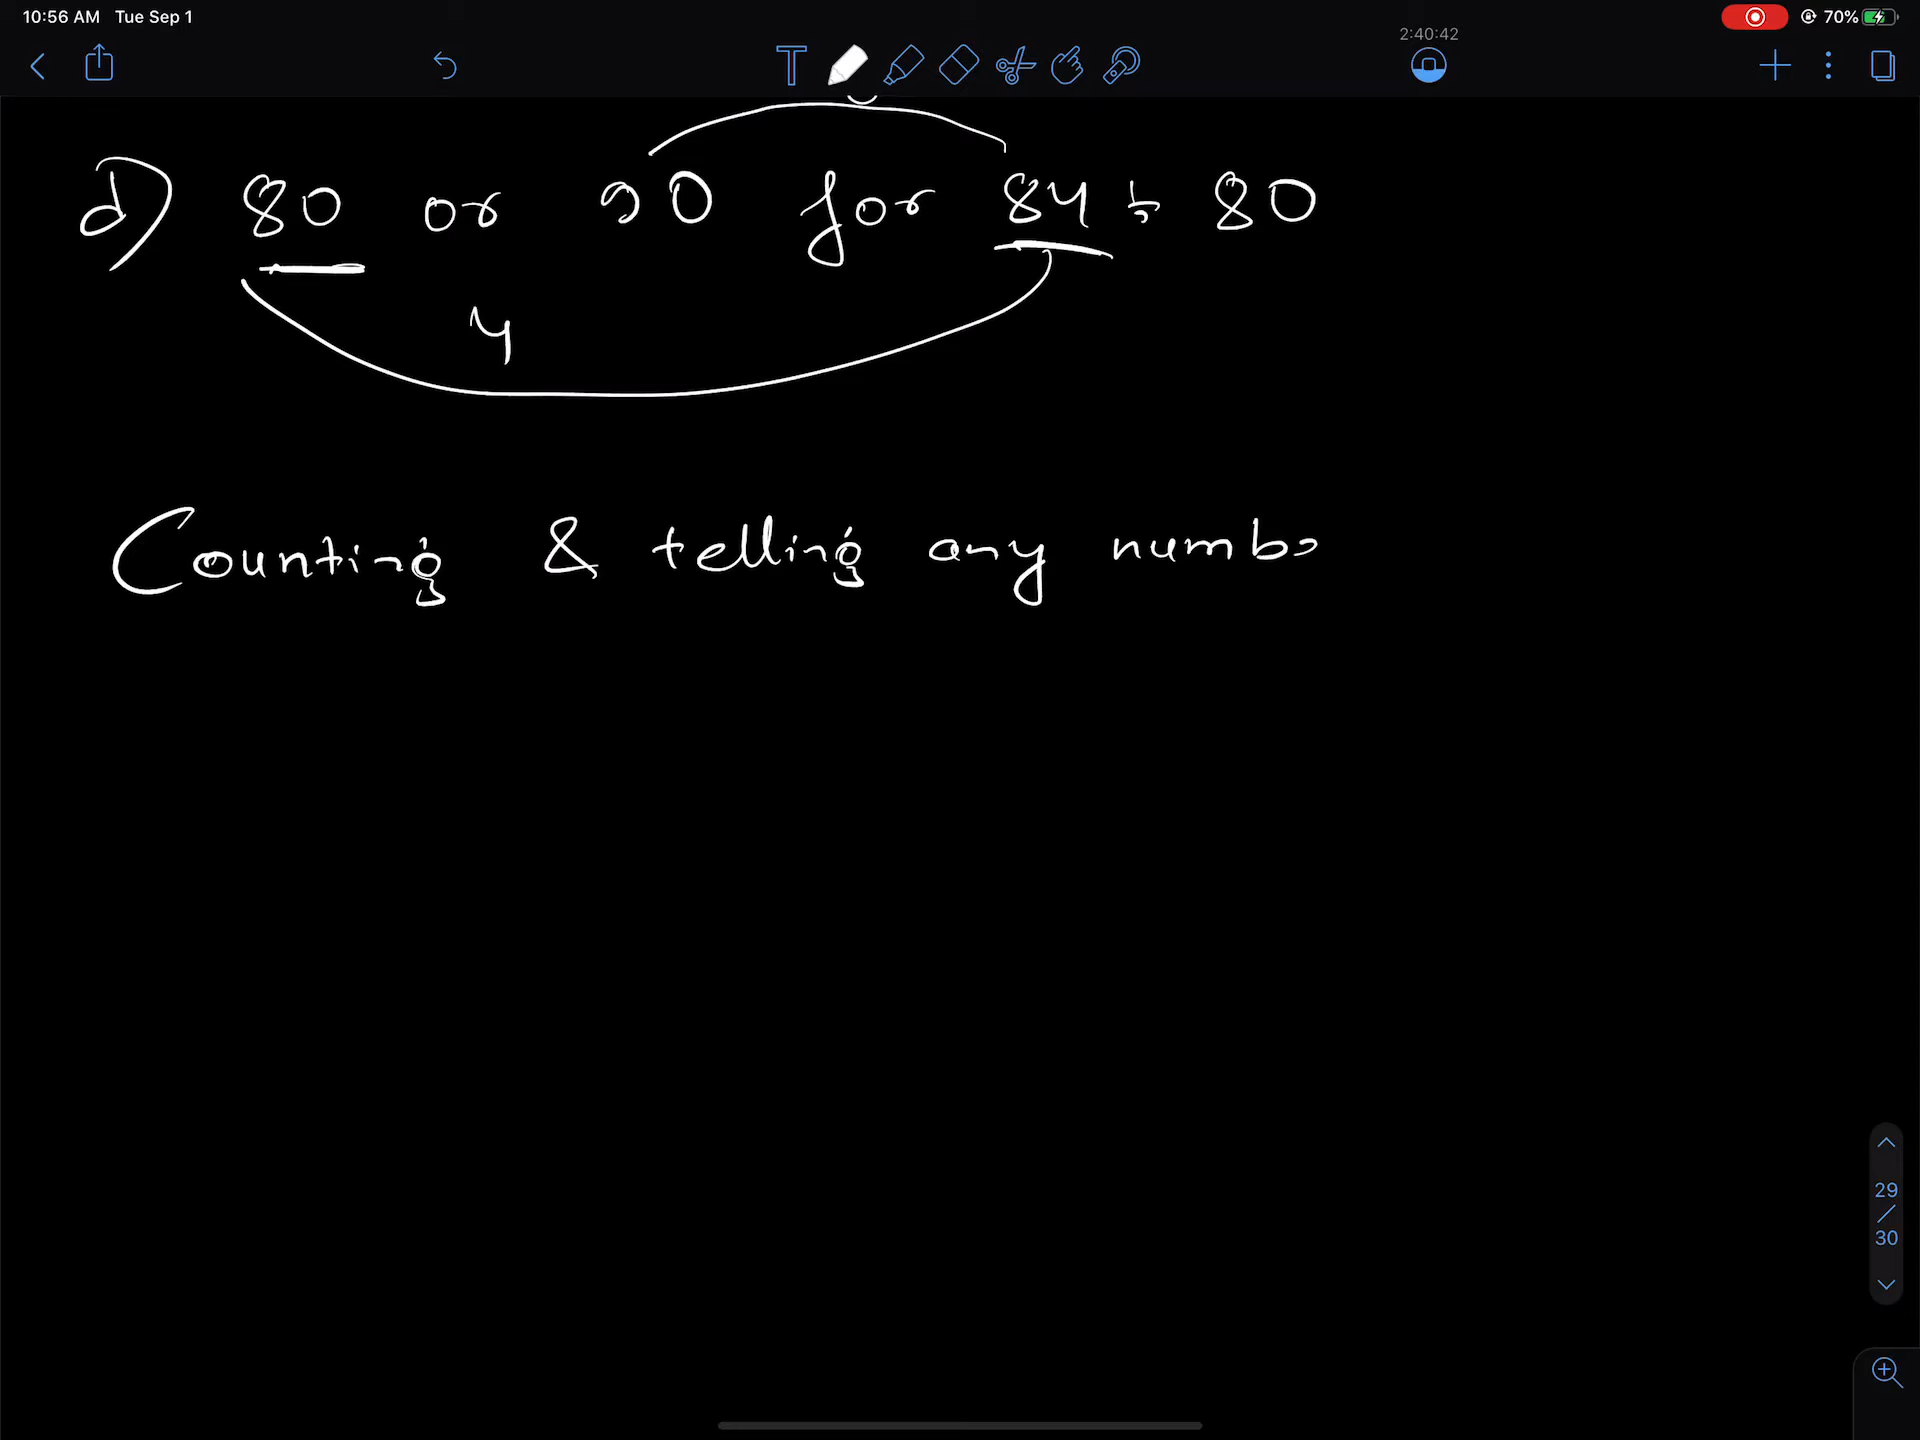 10:56 AM Tue Sep 1
70%
2:40:42
T
d) 80 or 90 for 84 ÷ 80
4
Counting & telling any numbe
29
/
30